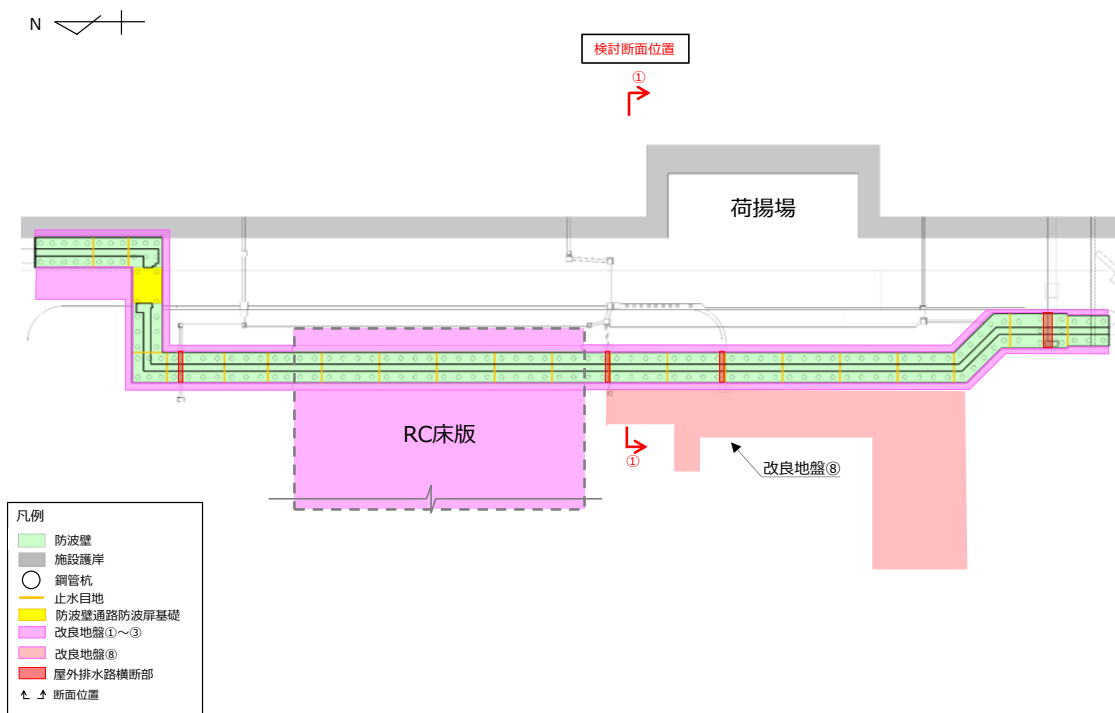 N
検討断面位置
①
荷揚場
RC床版
①
改良地盤⑧
凡例
防波壁
施設護岸
鋼管杭
止水目地
防波壁通路防波扉基礎
改良地盤①～③
改良地盤⑧
屋外排水路横断部
断面位置